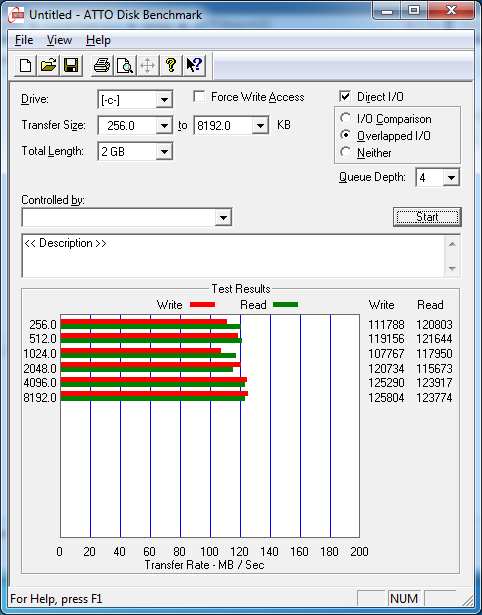 Untitled - ATTO Disk Benchmark
File View Help
Drive: [-c-] Force Write Access Direct I/O
Transfer Size: 256.0 to 8192.0 KB I/O Comparison
Overlapped I/O
Total Length: 2 GB Neither
Queue Depth: 4
Controlled by:
Start
<< Description >>
Test Results
Write Read Write Read
256.0 111788 120803
512.0 119156 121644
1024.0 107767 117950
2048.0 120734 115673
4096.0 125290 123917
8192.0 125804 123774
0 20 40 60 80 100 120 140 160 180 200
Transfer Rate - MB / Sec
For Help, press F1 NUM